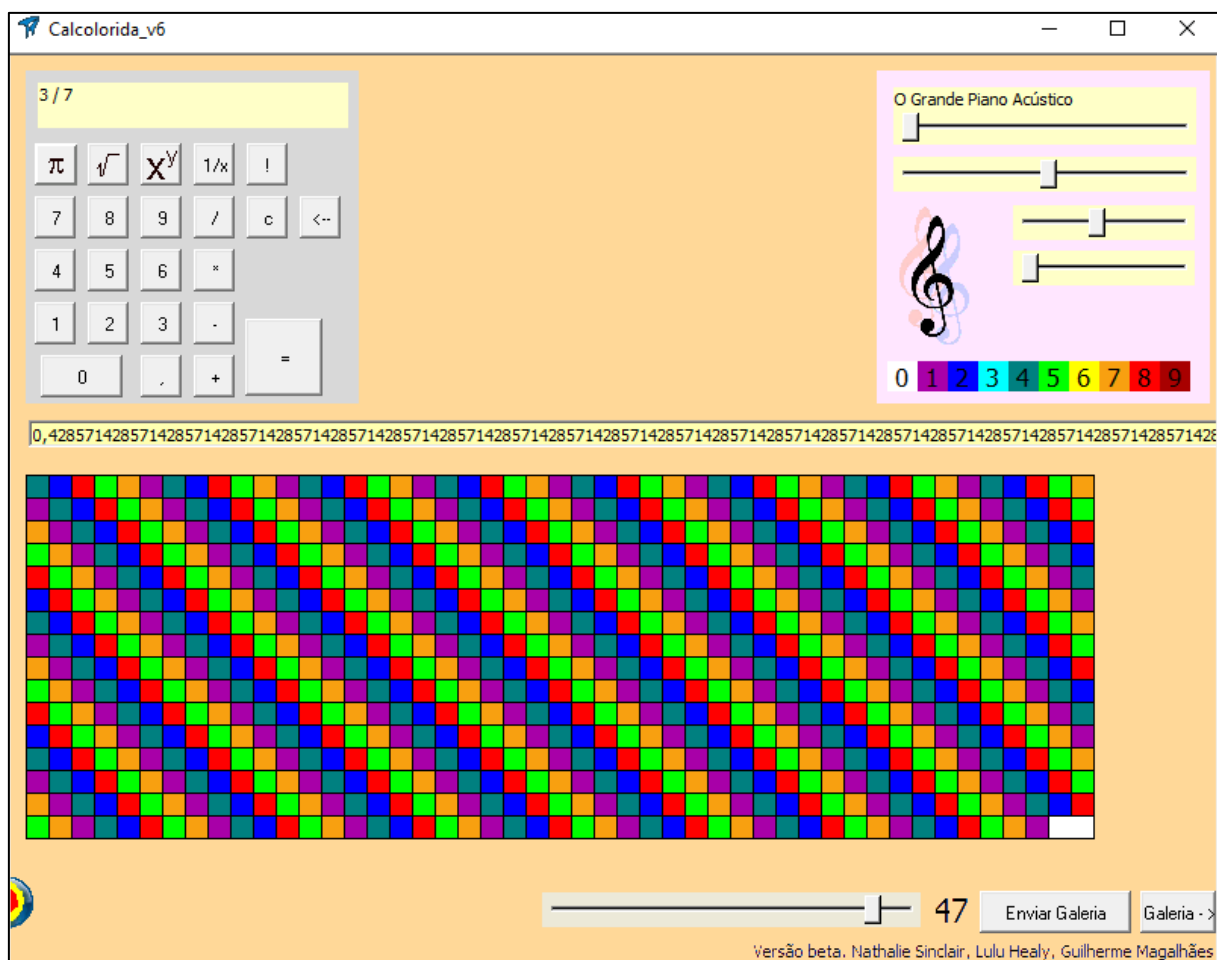 Calcolorida_v6
3 / 7
O Grande Piano Acústico
π √ xʸ 1/x !
7 8 9 / c <--
4 5 6 *
1 2 3 -
=
0 , +
0 1 2 3 4 5 6 7 8 9
0,428571428571428571428571428571428571428571428571428571428571428571428571428571428571428571428571428571428571428571428571428571428571428571428
47
Enviar Galeria
Galeria - >
Versão beta. Nathalie Sinclair, Lulu Healy, Guilherme Magalhães